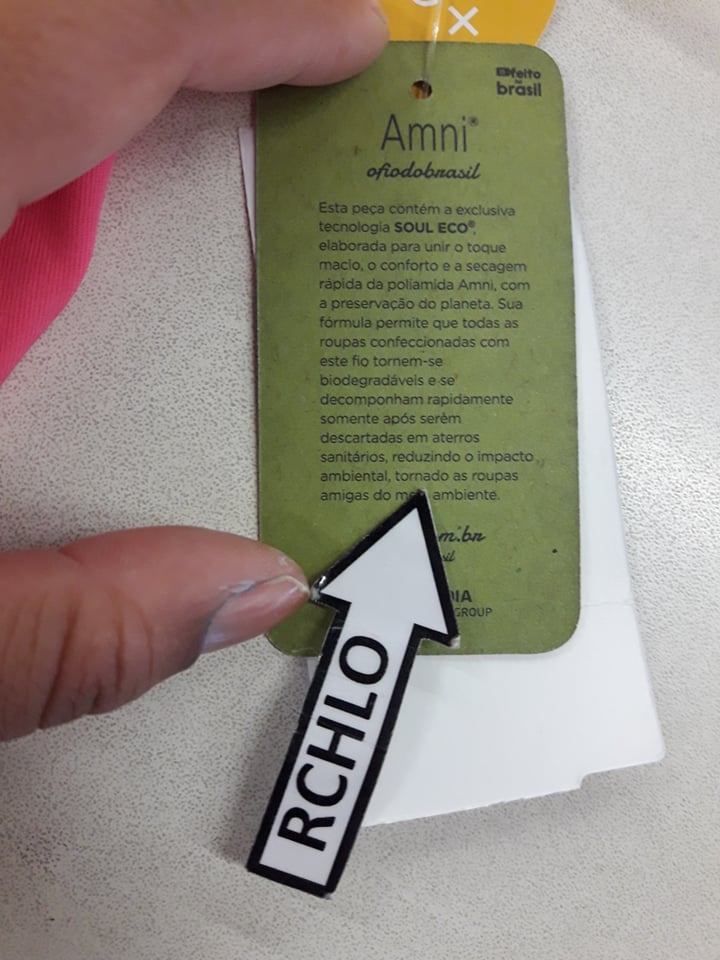 X
feito
no
brasil
Amni®
ofiodobrasil
Esta peça contém a exclusiva
tecnologia SOUL ECO®,
elaborada para unir o toque
macio, o conforto e a secagem
rápida da poliamida Amni, com
a preservação do planeta. Sua
fórmula permite que todas as
roupas confeccionadas com
este fio tornem-se
biodegradáveis e se
decomponham rapidamente
somente após serem
descartadas em aterros
sanitários, reduzindo o impacto
ambiental, tornado as roupas
amigas do ambiente.
m.br
GROUP
RCHLO